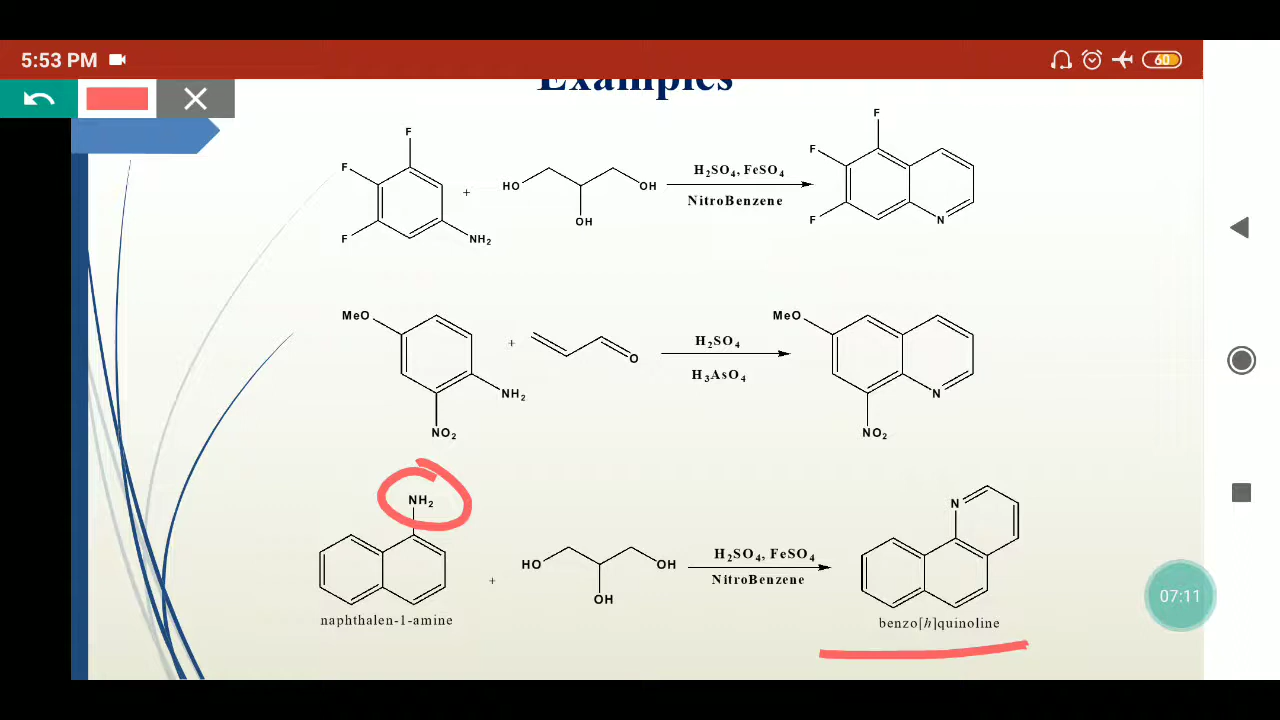 5:53 PM
60
Examples
F
F
F
NH2
+
HO
OH
OH
H2SO4, FeSO4
NitroBenzene
F
F
F
N
MeO
NH2
NO2
+
O
H2SO4
H3AsO4
MeO
N
NO2
NH2
naphthalen-1-amine
+
HO
OH
OH
H2SO4, FeSO4
NitroBenzene
N
benzo[h]quinoline
07:11